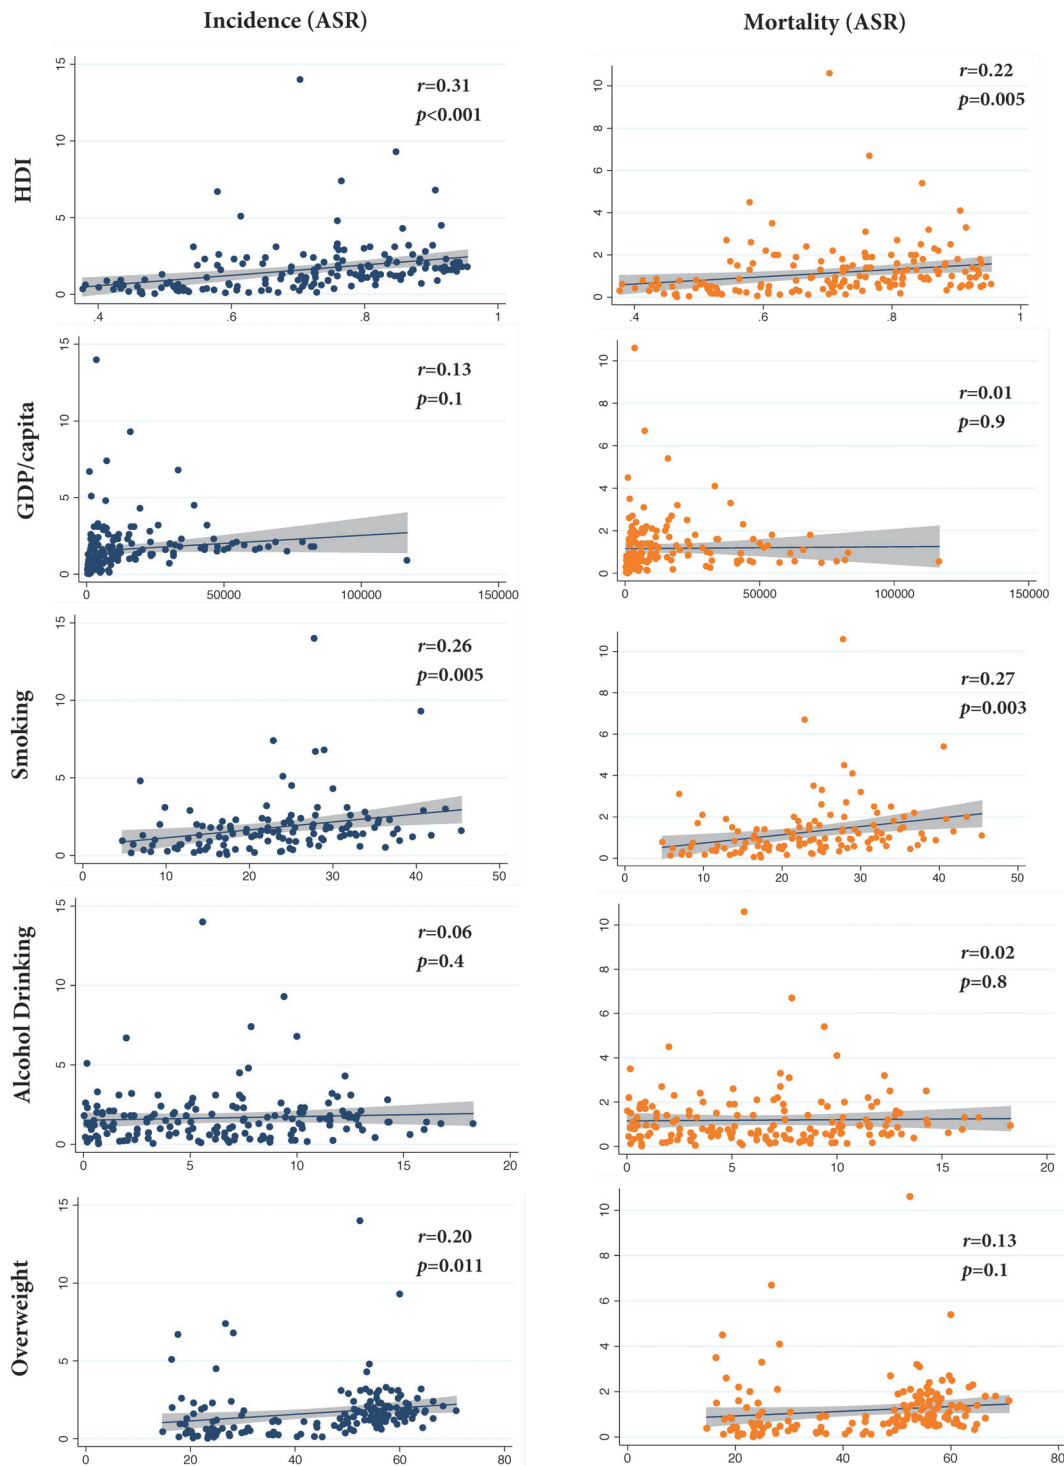 Incidence (ASR)
Mortality (ASR)
HDI
15
10
5
0
.4 .6 .8 1
r=0.31
p<0.001
10
8
6
4
2
0
.4 .6 .8 1
r=0.22
p=0.005
GDP/capita
15
10
5
0
0 50000 100000 150000
r=0.13
p=0.1
10
8
6
4
2
0
0 50000 100000 150000
r=0.01
p=0.9
Smoking
15
10
5
0
0 10 20 30 40 50
r=0.26
p=0.005
10
8
6
4
2
0
0 10 20 30 40 50
r=0.27
p=0.003
Alcohol Drinking
15
10
5
0
0 5 10 15 20
r=0.06
p=0.4
10
8
6
4
2
0
0 5 10 15 20
r=0.02
p=0.8
Overweight
15
10
5
0
0 20 40 60 80
r=0.20
p=0.011
10
8
6
4
2
0
0 20 40 60 80
r=0.13
p=0.1